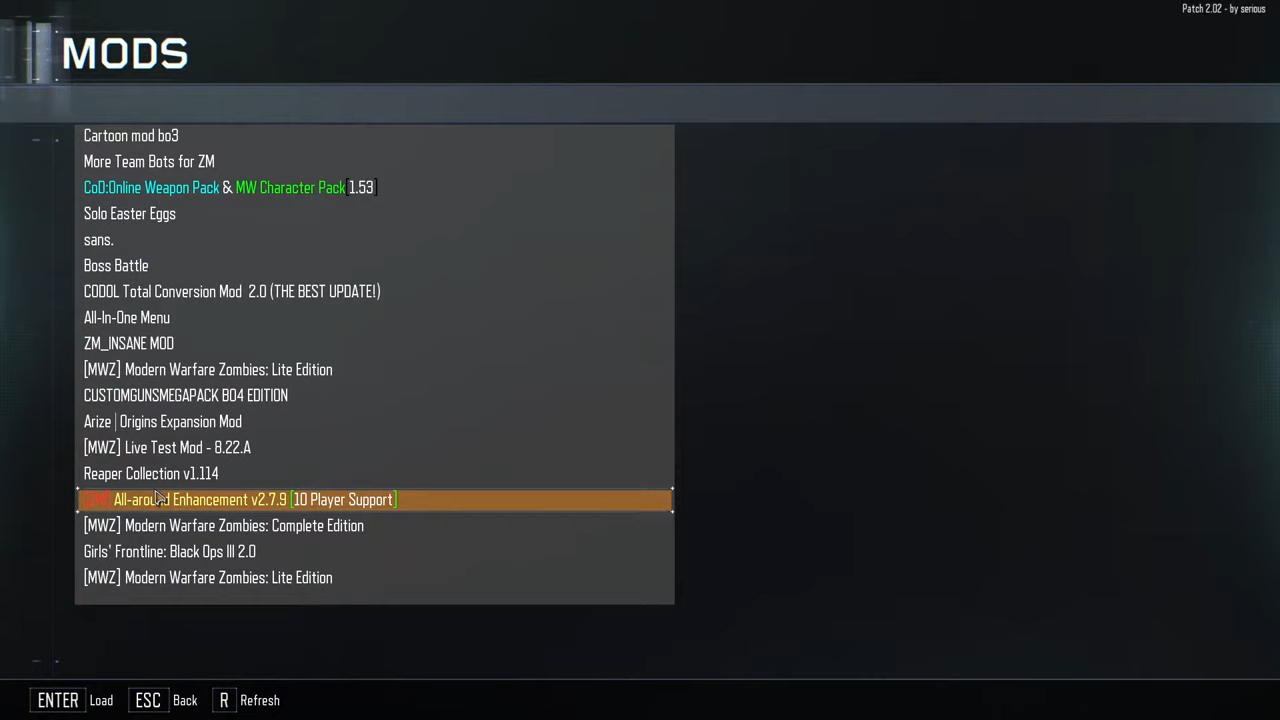 Patch 2.02 - by serious
MODS
Cartoon mod bo3
More Team Bots for ZM
CoD:Online Weapon Pack & MW Character Pack[1.53]
Solo Easter Eggs
sans.
Boss Battle
CODOL Total Conversion Mod 2.0 (THE BEST UPDATE!)
All-In-One Menu
ZM_INSANE MOD
[MWZ] Modern Warfare Zombies: Lite Edition
CUSTOMGUNSMEGAPACK BO4 EDITION
Arize | Origins Expansion Mod
[MWZ] Live Test Mod - 8.22.A
Reaper Collection v1.114
[ZM] All-around Enhancement v2.7.9 [10 Player Support]
[MWZ] Modern Warfare Zombies: Complete Edition
Girls' Frontline: Black Ops III 2.0
[MWZ] Modern Warfare Zombies: Lite Edition
ENTER Load ESC Back R Refresh